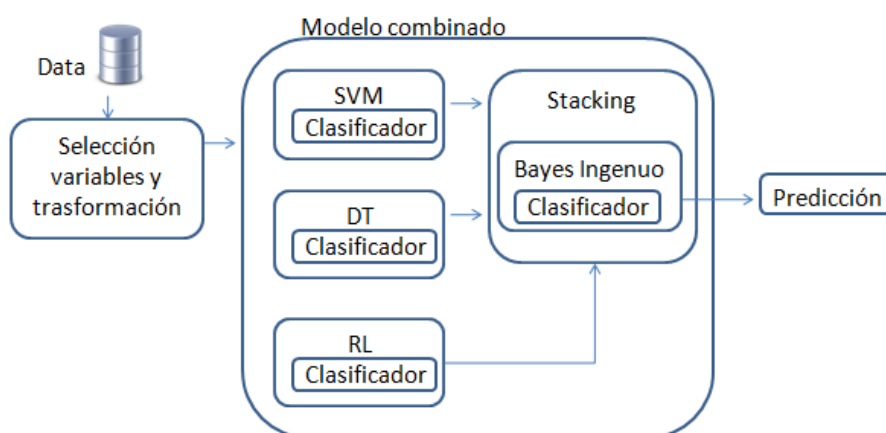 Modelo combinado
Data
Selección
variables y
trasformación
SVM
Clasificador
DT
Clasificador
RL
Clasificador
Stacking
Bayes Ingenuo
Clasificador
Predicción